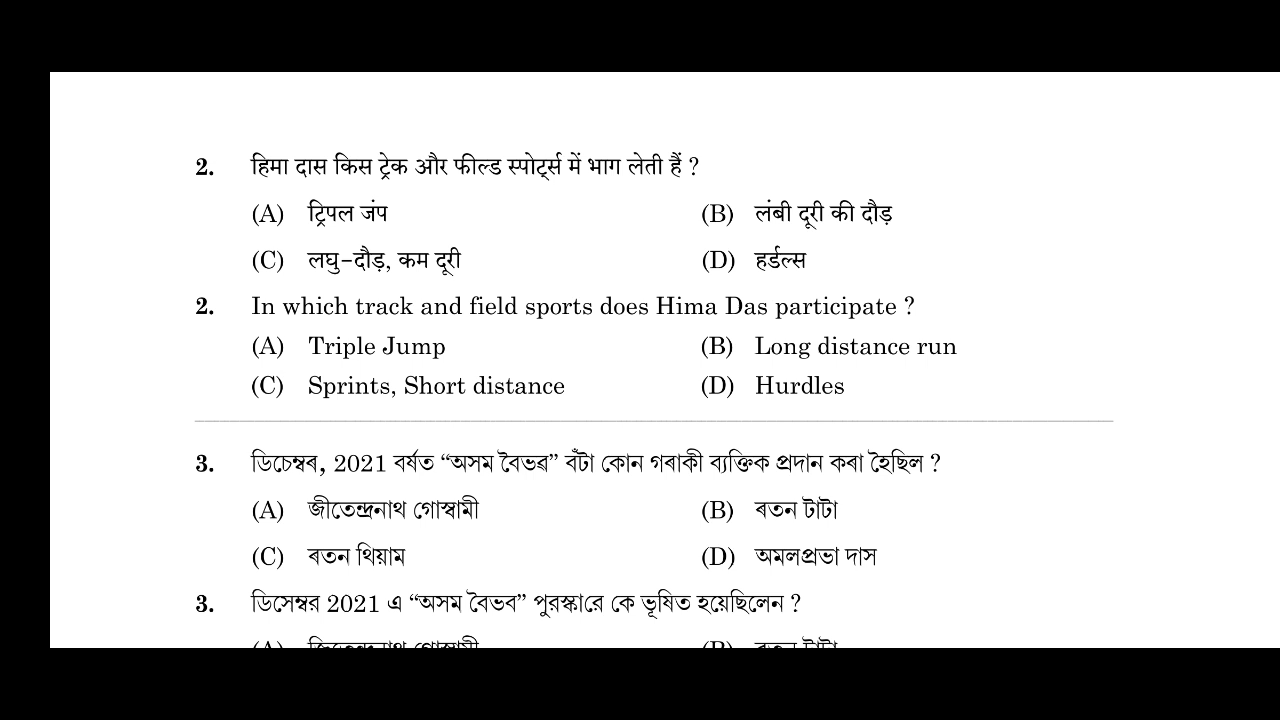 2. हिमा दास किस ट्रेक और फील्ड स्पोर्ट्स में भाग लेती हैं ?
(A) ट्रिपल जंप (B) लंबी दूरी की दौड़
(C) लघु-दौड़, कम दूरी (D) हर्डल्स
2. In which track and field sports does Hima Das participate ?
(A) Triple Jump (B) Long distance run
(C) Sprints, Short distance (D) Hurdles
3. ডিচেম্বৰ, 2021 বৰ্ষত “অসম বৈভৱ” বঁটা কোন গৰাকী ব্যক্তিক প্ৰদান কৰা হৈছিল ?
(A) জীতেন্দ্ৰনাথ গোস্বামী (B) ৰতন টাটা
(C) ৰতন থিয়াম (D) অমলপ্ৰভা দাস
3. ডিসেম্বর 2021 এ “অসম বৈভব” পুরস্কারে কে ভূষিত হয়েছিলেন ?
(A) জিতেন্দ্রনাথ গোস্বামী (B) রতন টাটা